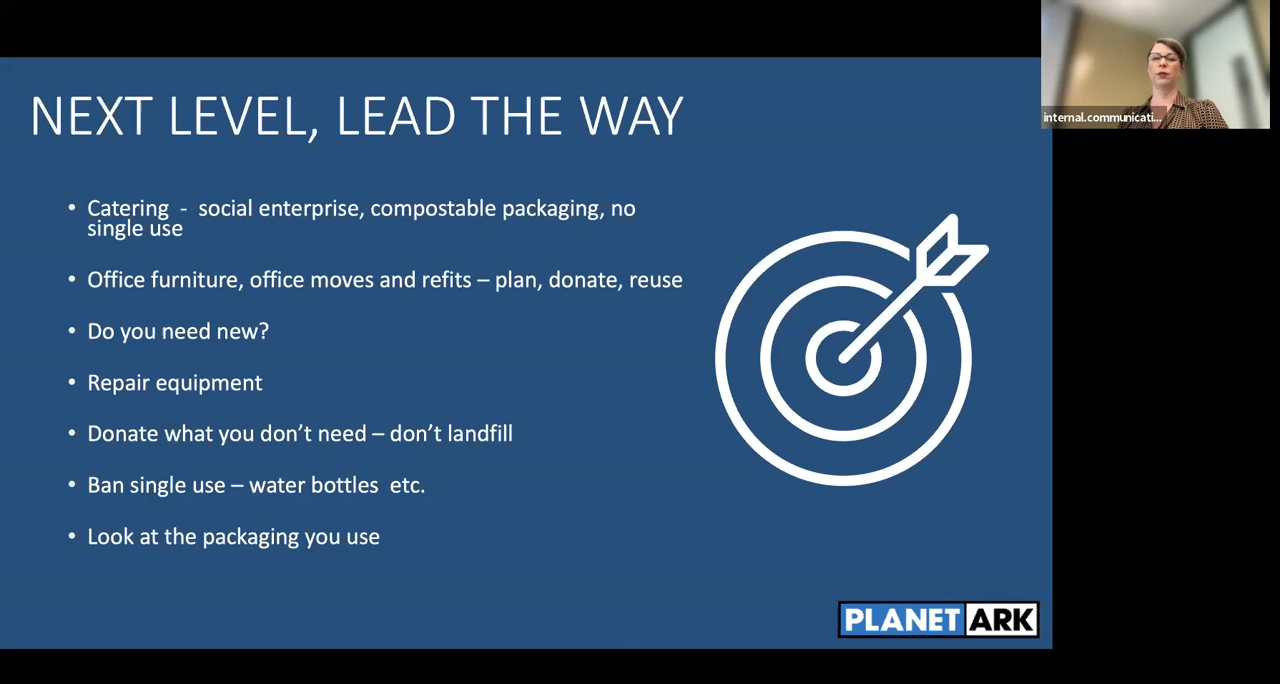 NEXT LEVEL, LEAD THE WAY
• Catering - social enterprise, compostable packaging, no
single use
• Office furniture, office moves and refits – plan, donate, reuse
• Do you need new?
• Repair equipment
• Donate what you don’t need – don’t landfill
• Ban single use – water bottles etc.
• Look at the packaging you use
PLANET ARK
internal.communicati...